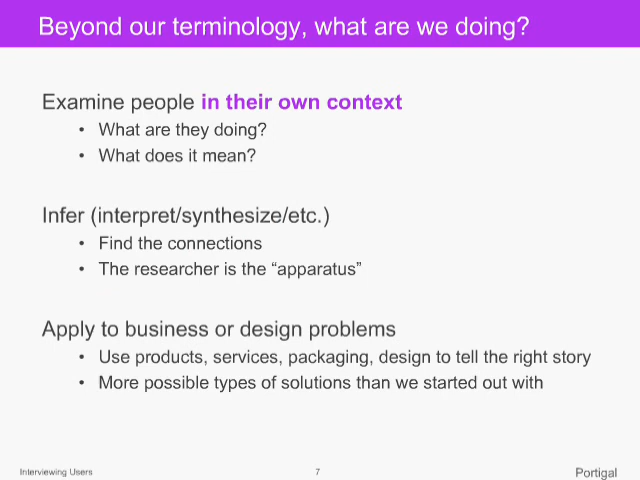 Beyond our terminology, what are we doing?
Examine people in their own context
• What are they doing?
• What does it mean?
Infer (interpret/synthesize/etc.)
• Find the connections
• The researcher is the “apparatus”
Apply to business or design problems
• Use products, services, packaging, design to tell the right story
• More possible types of solutions than we started out with
Interviewing Users
7
Portigal